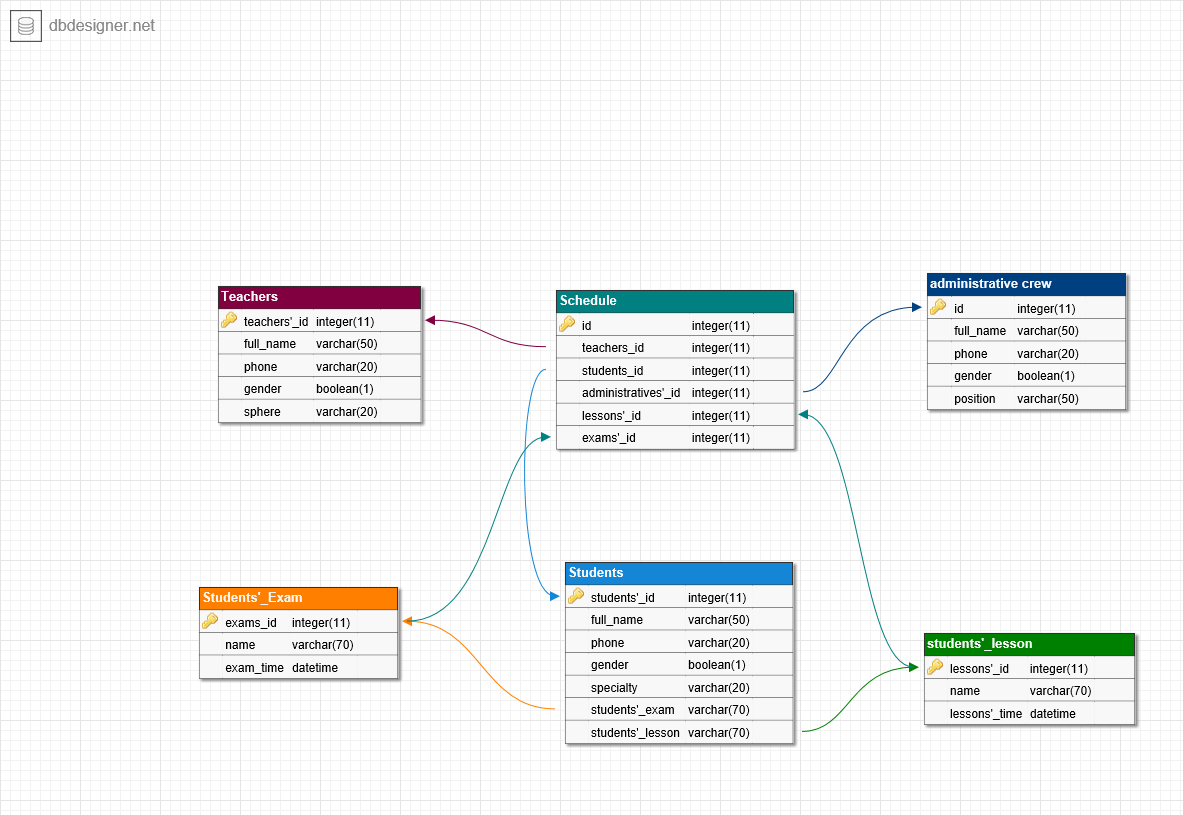 dbdesigner.net
Teachers
teachers'_id integer(11)
full_name varchar(50)
phone varchar(20)
gender boolean(1)
sphere varchar(20)
Schedule
id integer(11)
teachers_id integer(11)
students_id integer(11)
administratives'_id integer(11)
lessons'_id integer(11)
exams'_id integer(11)
administrative crew
id integer(11)
full_name varchar(50)
phone varchar(20)
gender boolean(1)
position varchar(50)
Students'_Exam
exams_id integer(11)
name varchar(70)
exam_time datetime
Students
students'_id integer(11)
full_name varchar(50)
phone varchar(20)
gender boolean(1)
specialty varchar(20)
students'_exam varchar(70)
students'_lesson varchar(70)
students'_lesson
lessons'_id integer(11)
name varchar(70)
lessons'_time datetime